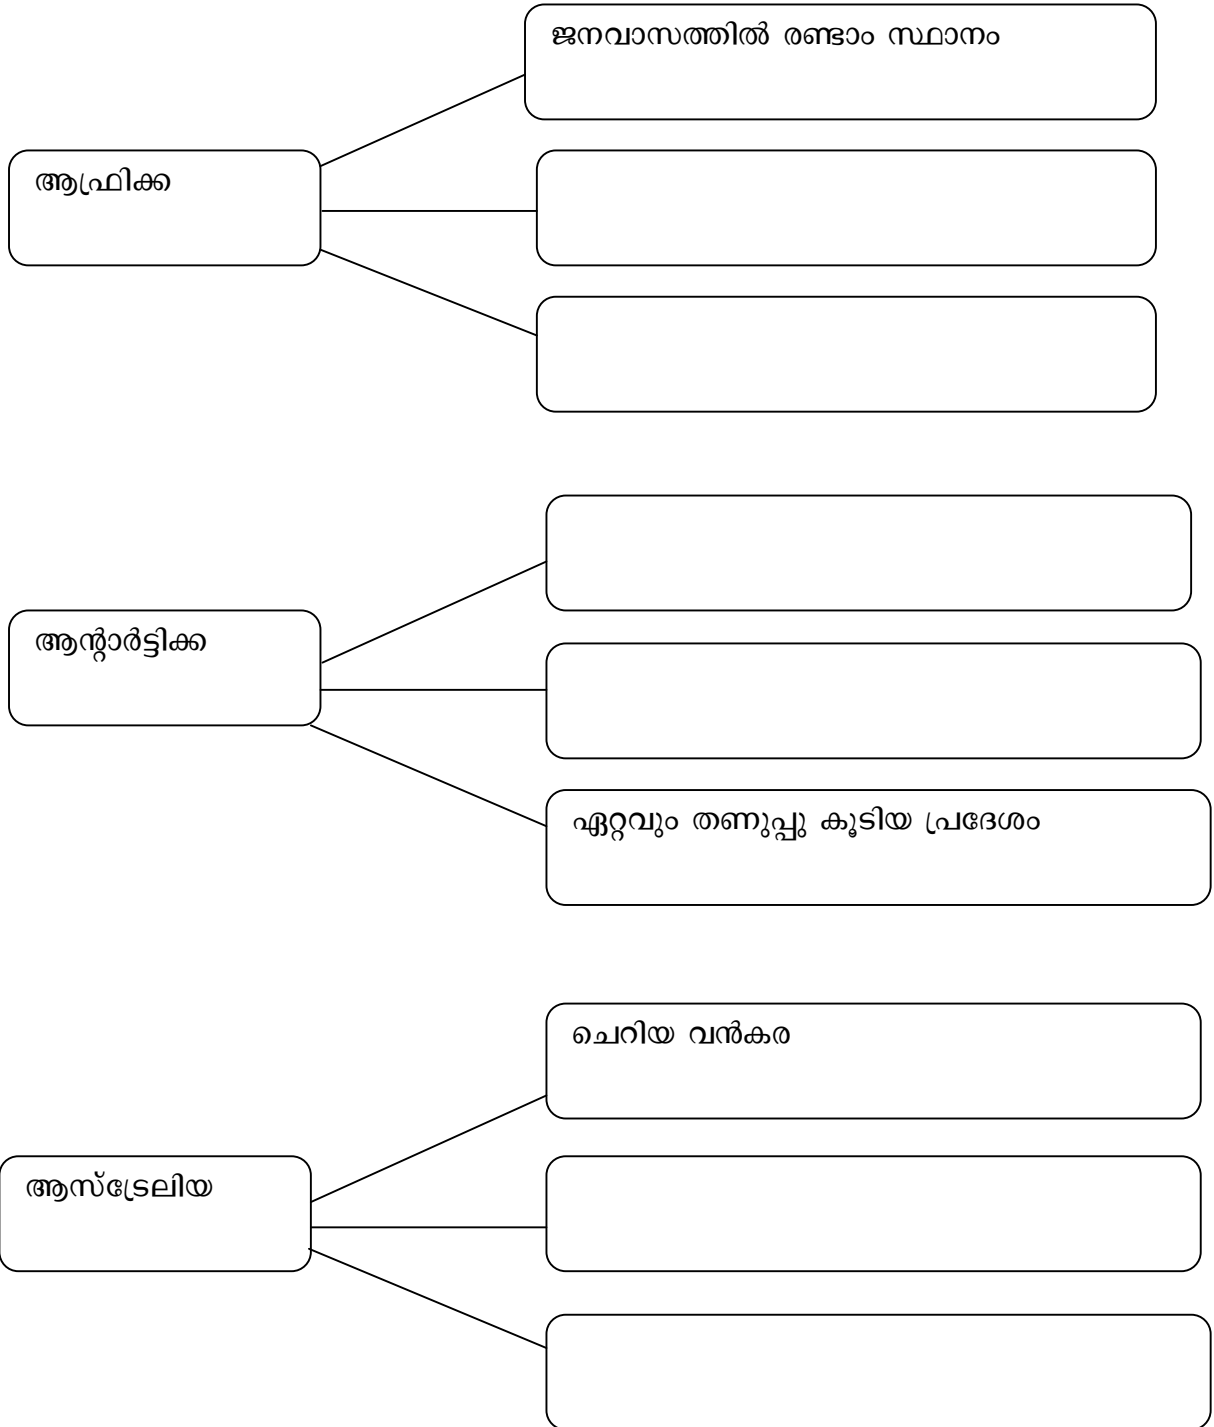 ജനവാസത്തിൽ രണ്ടാം സ്ഥാനം
ആഫ്രിക്ക
ആന്റാർട്ടിക്ക
ഏറ്റവും തണുപ്പു കൂടിയ പ്രദേശം
ചെറിയ വൻകര
ആസ്ട്രേലിയ